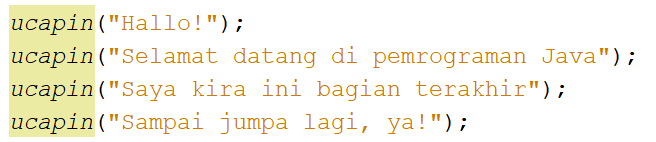 ucapin("Hallo!");
ucapin("Selamat datang di pemrograman Java");
ucapin("Saya kira ini bagian terakhir");
ucapin("Sampai jumpa lagi, ya!");